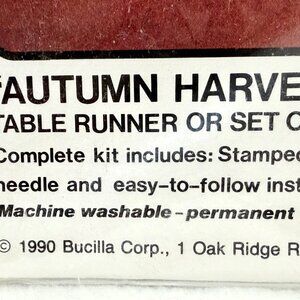 "AUTUMN HARVE
TABLE RUNNER OR SET O
Complete kit includes: Stamped
needle and easy-to-follow inst
Machine washable - permanent
© 1990 Bucilla Corp., 1 Oak Ridge R